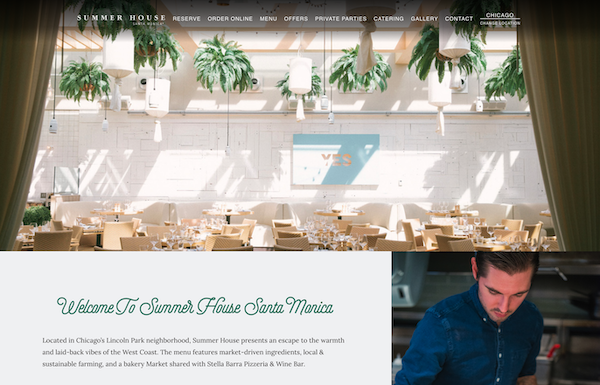 SUMMER HOUSE
SANTA MONICA
RESERVE ORDER ONLINE MENU OFFERS PRIVATE PARTIES CATERING GALLERY CONTACT
CHICAGO
CHANGE LOCATION
YES
Welcome To Summer House Santa Monica
Located in Chicago's Lincoln Park neighborhood, Summer House presents an escape to the warmth
and laid-back vibes of the West Coast. The menu features market-driven ingredients, local &
sustainable farming, and a bakery Market shared with Stella Barra Pizzeria & Wine Bar.